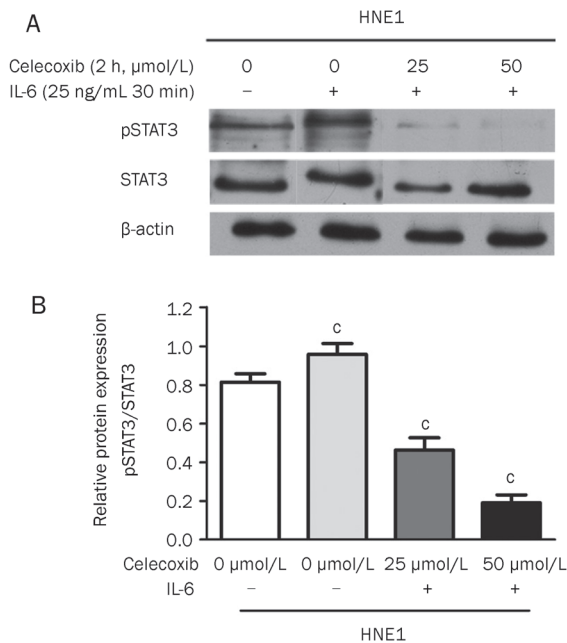 A
HNE1
Celecoxib (2 h, μmol/L) 0 0 25 50
IL-6 (25 ng/mL 30 min) – + + +
pSTAT3
STAT3
β-actin
B
Relative protein expression
pSTAT3/STAT3
1.2
1.0
0.8
0.6
0.4
0.2
0.0
c
c
c
Celecoxib 0 μmol/L 0 μmol/L 25 μmol/L 50 μmol/L
IL-6 – – + +
HNE1